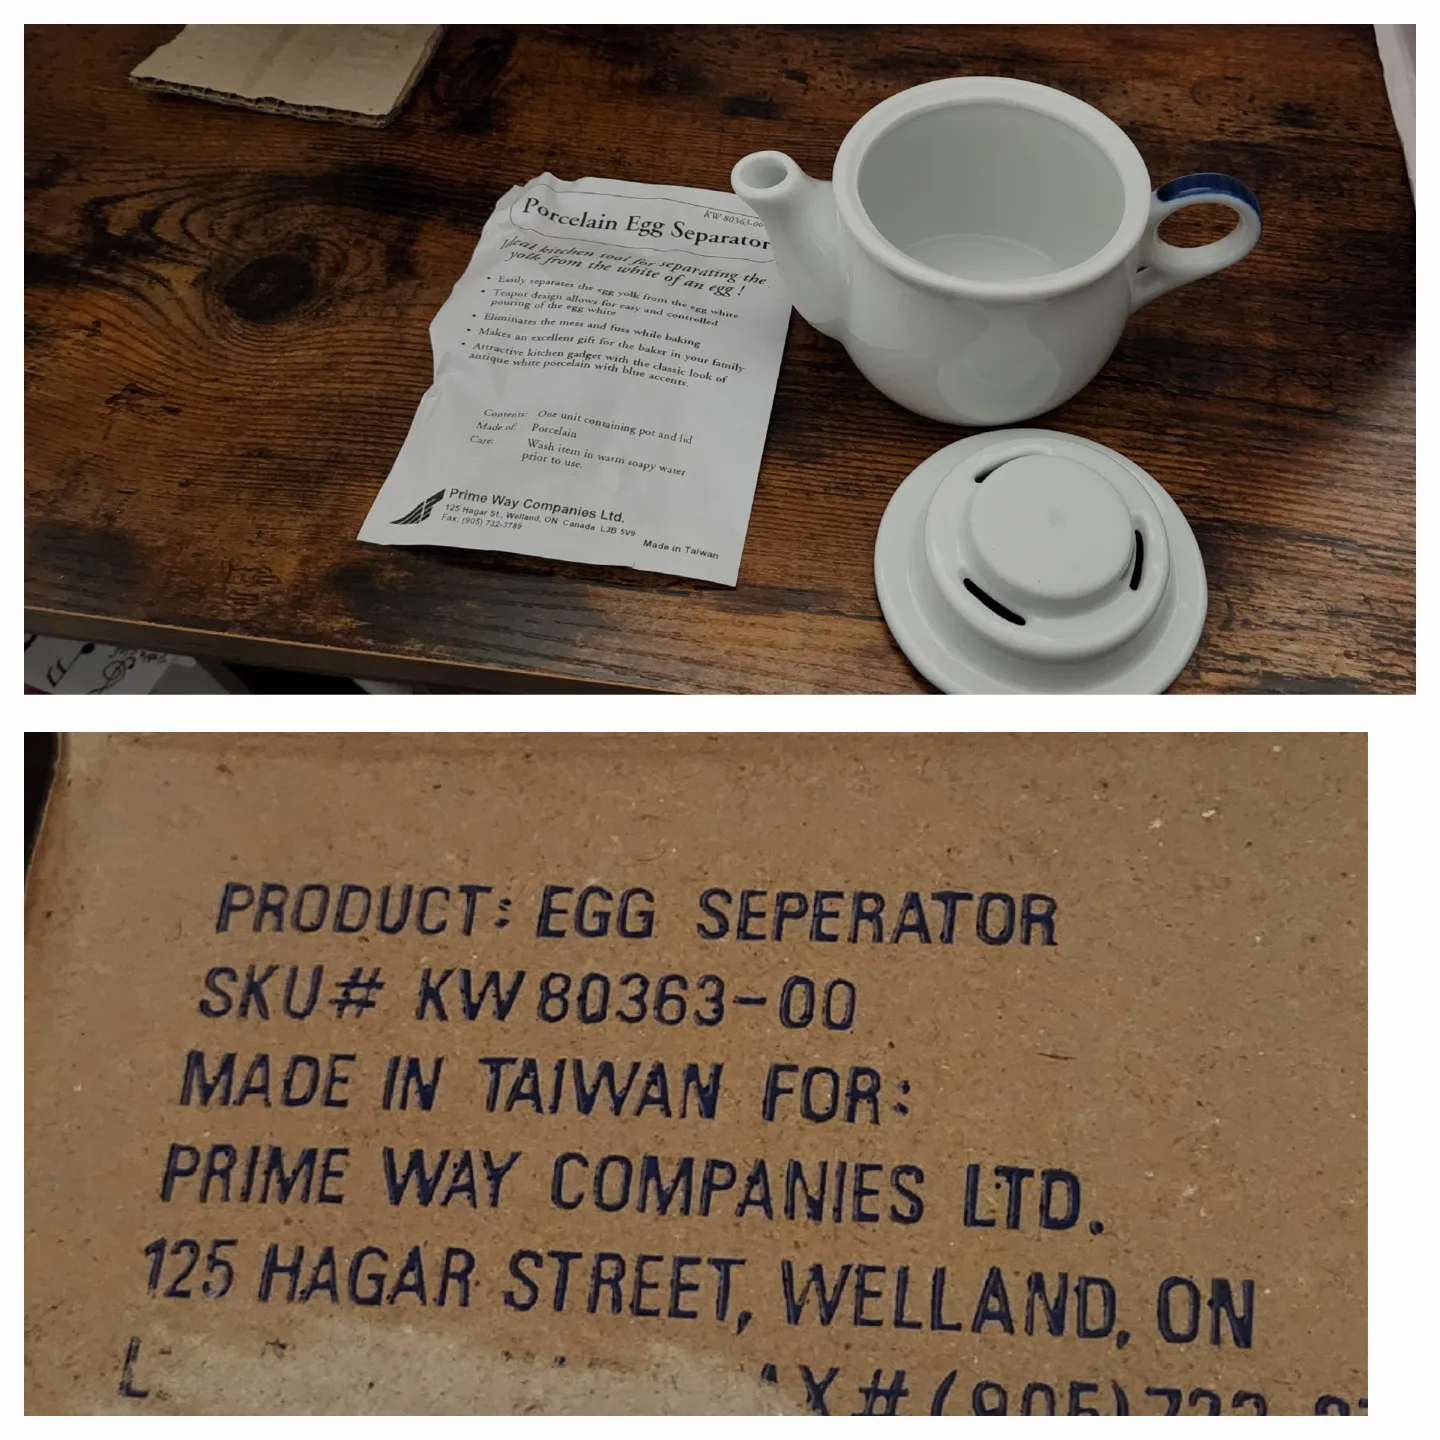 KW 80363-00
Porcelain Egg Separator
Ideal kitchen tool for separating the
yolk from the white of an egg !
• Easily separates the egg yolk from the egg white
• Teapot design allows for easy and controlled
pouring of the egg white
• Eliminates the mess and fuss while baking
• Makes an excellent gift for the baker in your family
• Attractive kitchen gadget with the classic look of
antique white porcelain with blue accents.
Contents: One unit containing pot and lid
Made of: Porcelain
Care: Wash item in warm soapy water
prior to use.
Prime Way Companies Ltd.
125 Hagar St., Welland, ON Canada L3B 5V9
Fax: (905) 732-3789
Made in Taiwan
PRODUCT: EGG SEPERATOR
SKU# KW80363-00
MADE IN TAIWAN FOR:
PRIME WAY COMPANIES LTD.
125 HAGAR STREET, WELLAND, ON